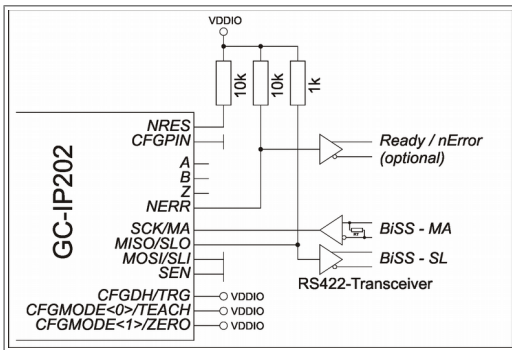 VDDIO
10k
10k
1k
GC-IP202
NRES
CFGPIN
A
B
Z
NERR
SCK/MA
MISO/SLO
MOSI/SLI
SEN
CFGDH/TRG
CFGMODE<0>/TEACH
CFGMODE<1>/ZERO
VDDIO
VDDIO
VDDIO
Ready / nError
(optional)
BiSS - MA
BiSS - SL
RS422-Transceiver